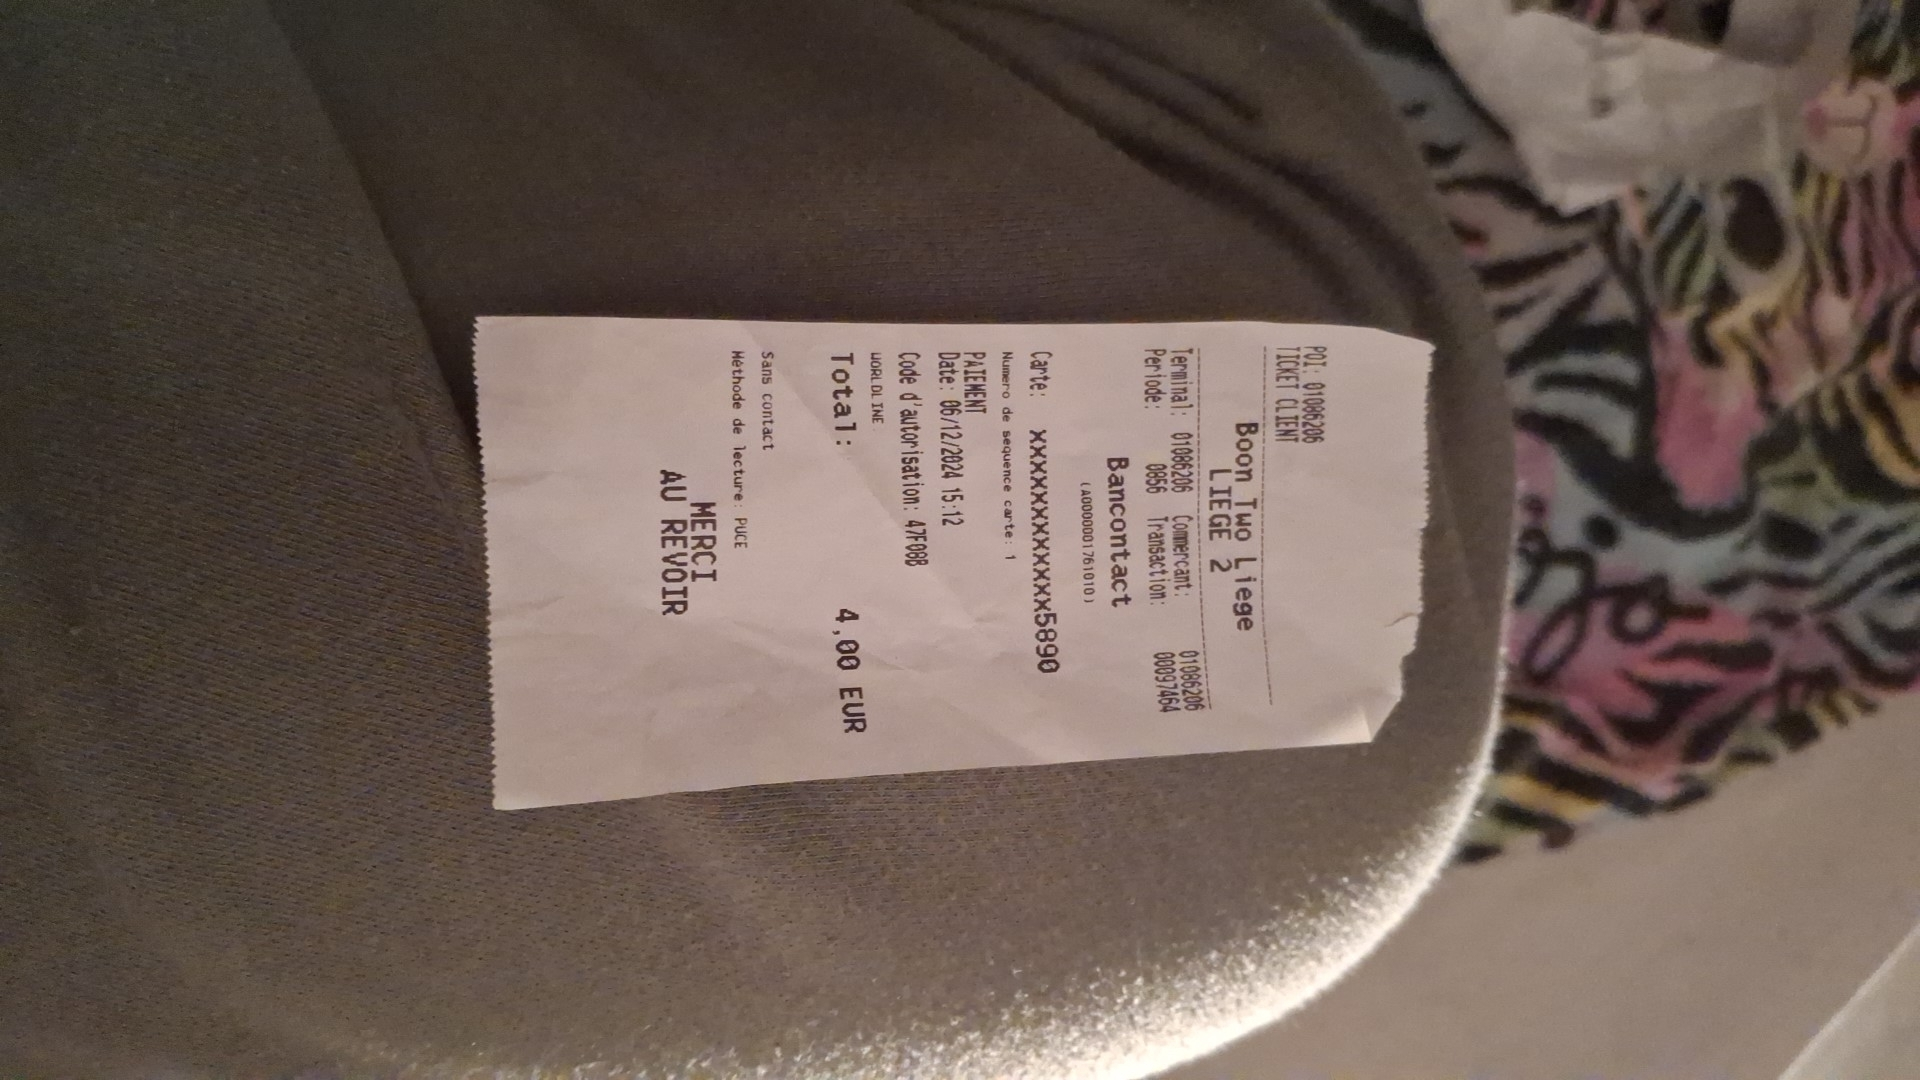 POI: 01086206
TICKET CLIENT
Boon Two Liege
LIEGE 2
Terminal: 01086206 Commercant: 01086206
Periode: 0856 Transaction: 00097464
Bancontact
(A0000001761010)
Carte: xxxxxxxxxxxxx5890
Numero de sequence carte: 1
PAIEMENT
Date: 06/12/2024 15:12
Code d'autorisation: 47F08B
WORLDLINE
Total: 4,00 EUR
Sans contact
Méthode de lecture: PUCE
MERCI
AU REVOIR